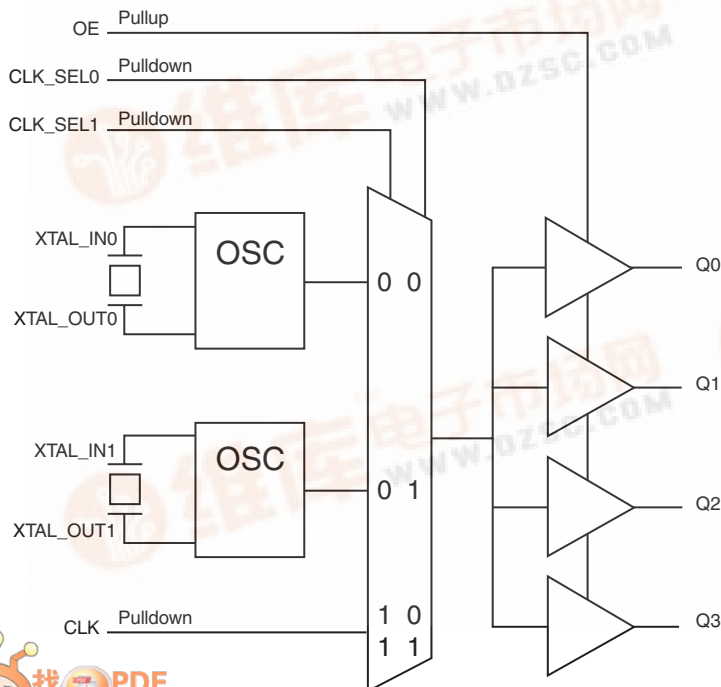 OE Pullup
CLK_SEL0 Pulldown
CLK_SEL1 Pulldown
XTAL_IN0
OSC
XTAL_OUT0
0 0
Q0
Q1
XTAL_IN1
OSC
XTAL_OUT1
0 1
Q2
CLK Pulldown
1 0
1 1
Q3
维库电子市场网
WWW.DZSC.COM
维库电子市场网
WWW.DZSC.COM
找 PDF